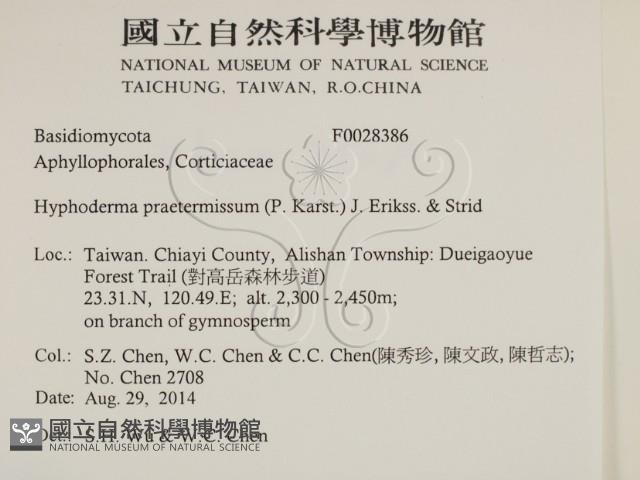 國立自然科學博物館
NATIONAL MUSEUM OF NATURAL SCIENCE
TAICHUNG, TAIWAN, R.O.CHINA
Basidiomycota F0028386
Aphyllophorales, Corticiaceae
Hyphoderma praetermissum (P. Karst.) J. Erikss. & Strid
Loc.: Taiwan. Chiayi County, Alishan Township: Dueigaoyue
Forest Trail (對高岳森林步道)
23.31.N, 120.49.E; alt. 2,300 - 2,450m;
on branch of gymnosperm
Col.: S.Z. Chen, W.C. Chen & C.C. Chen(陳秀珍, 陳文政, 陳哲志);
No. Chen 2708
Date: Aug. 29, 2014
Det.: S.H. Wu & W.C. Chen
國立自然科學博物館
NATIONAL MUSEUM OF NATURAL SCIENCE